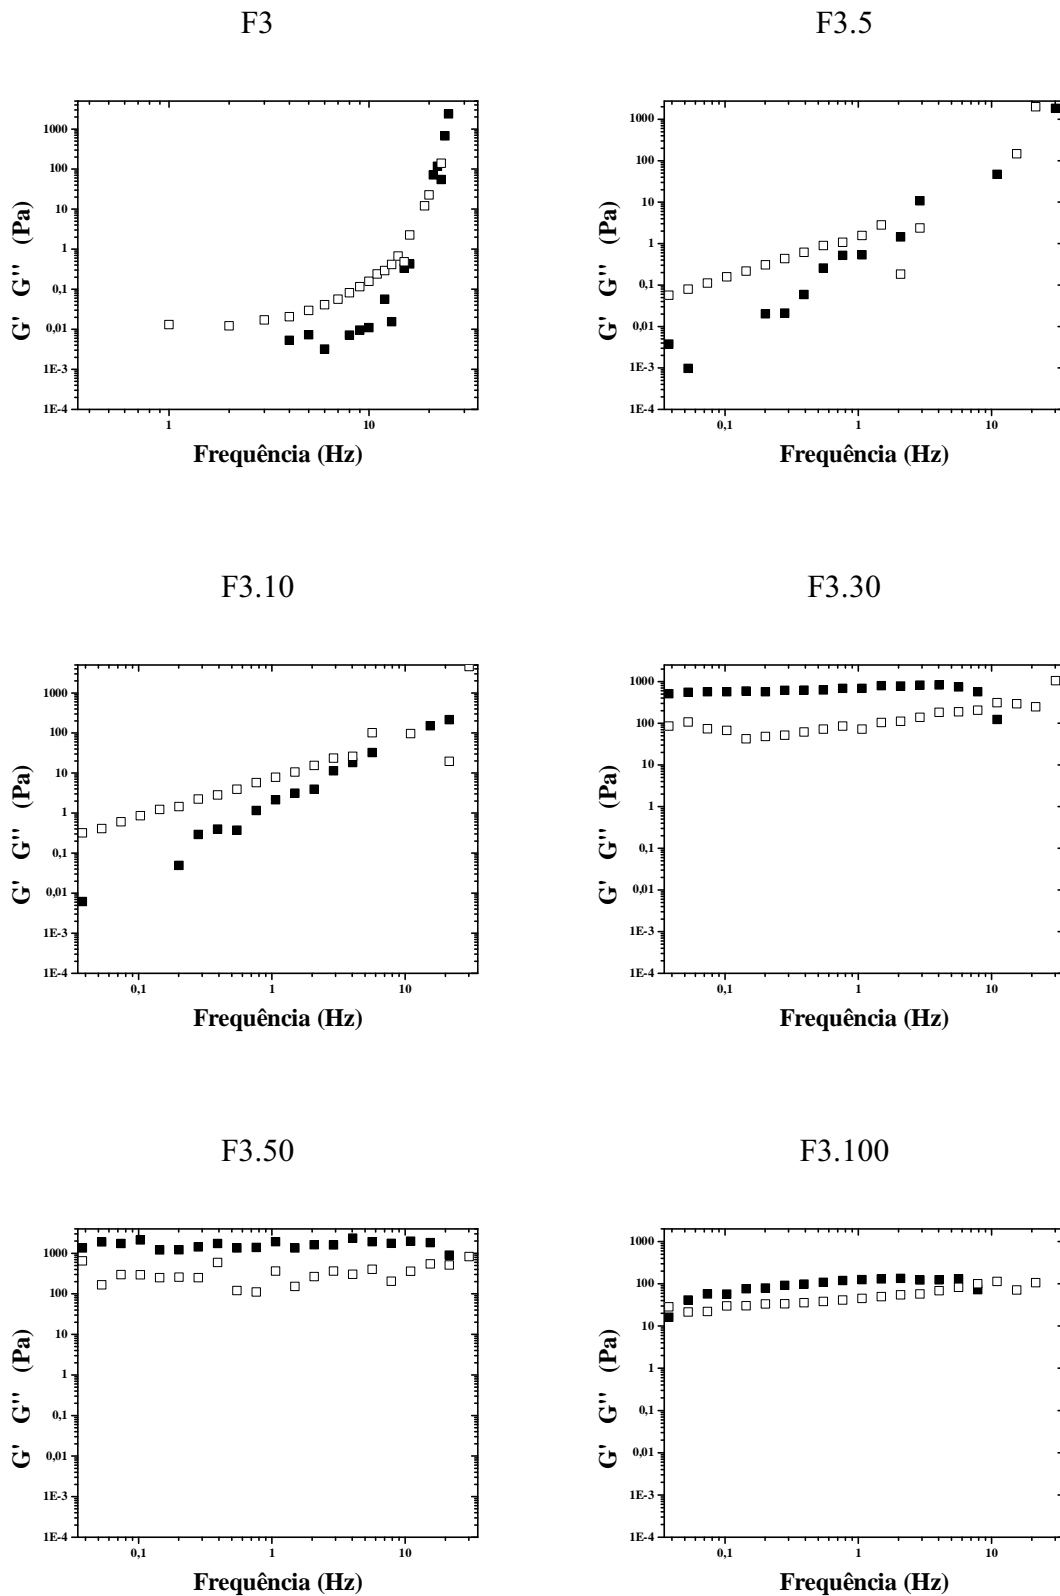 F3
F3.5
G' G'' (Pa)
1000
100
10
1
0,1
0,01
1E-3
1E-4
1
10
Frequência (Hz)
G' G'' (Pa)
1000
100
10
1
0,1
0,01
1E-3
1E-4
0,1
1
10
Frequência (Hz)
F3.10
F3.30
G' G'' (Pa)
1000
100
10
1
0,1
0,01
1E-3
1E-4
0,1
1
10
Frequência (Hz)
G' G'' (Pa)
1000
100
10
1
0,1
0,01
1E-3
1E-4
0,1
1
10
Frequência (Hz)
F3.50
F3.100
G' G'' (Pa)
1000
100
10
1
0,1
0,01
1E-3
1E-4
0,1
1
10
Frequência (Hz)
G' G'' (Pa)
1000
100
10
1
0,1
0,01
1E-3
1E-4
0,1
1
10
Frequência (Hz)